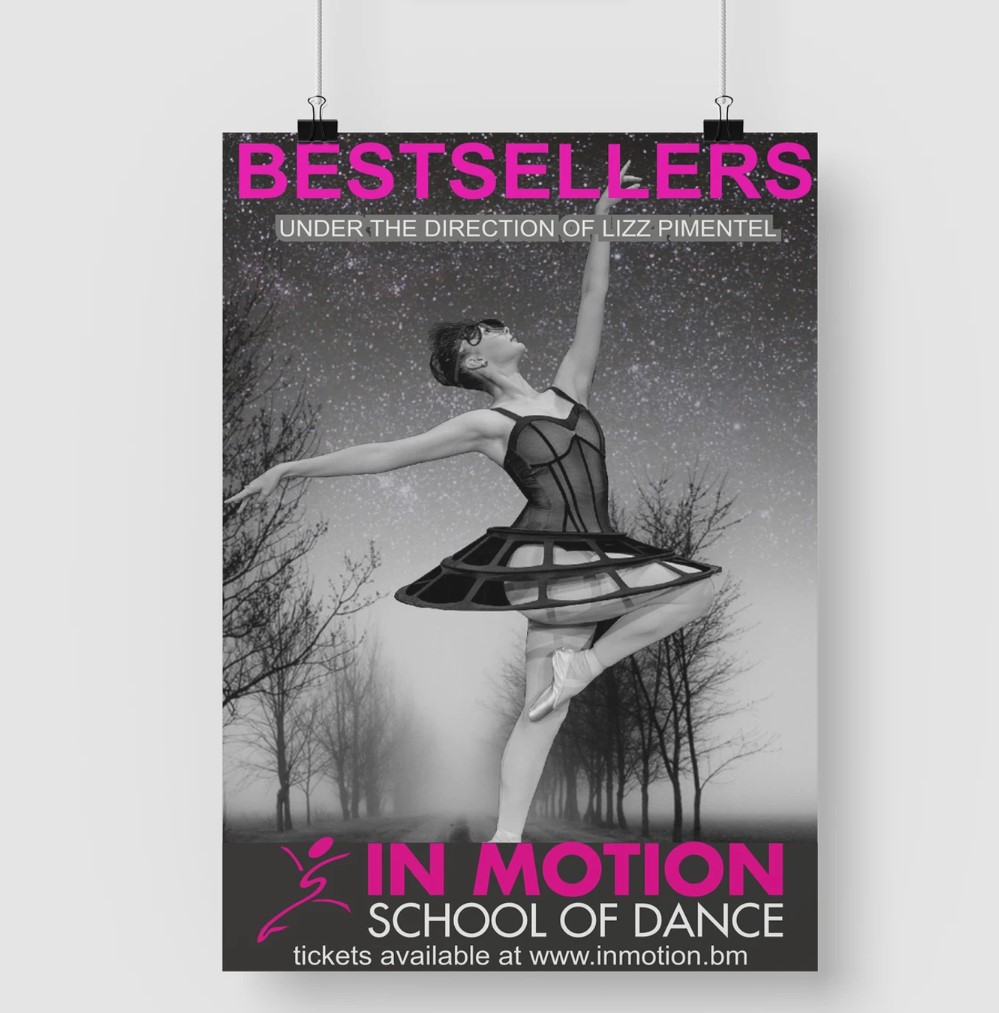 BESTSELLERS
UNDER THE DIRECTION OF LIZZ PIMENTEL
IN MOTION
SCHOOL OF DANCE
tickets available at www.inmotion.bm